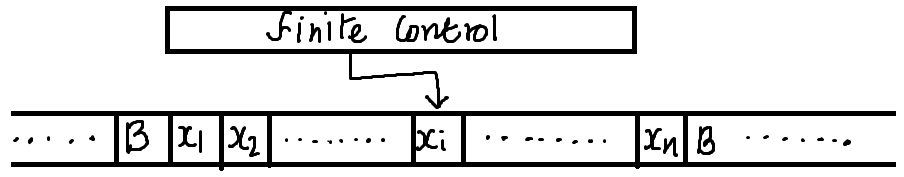 finite control
..... B x1 x2 ........ xi ......... xn B .......